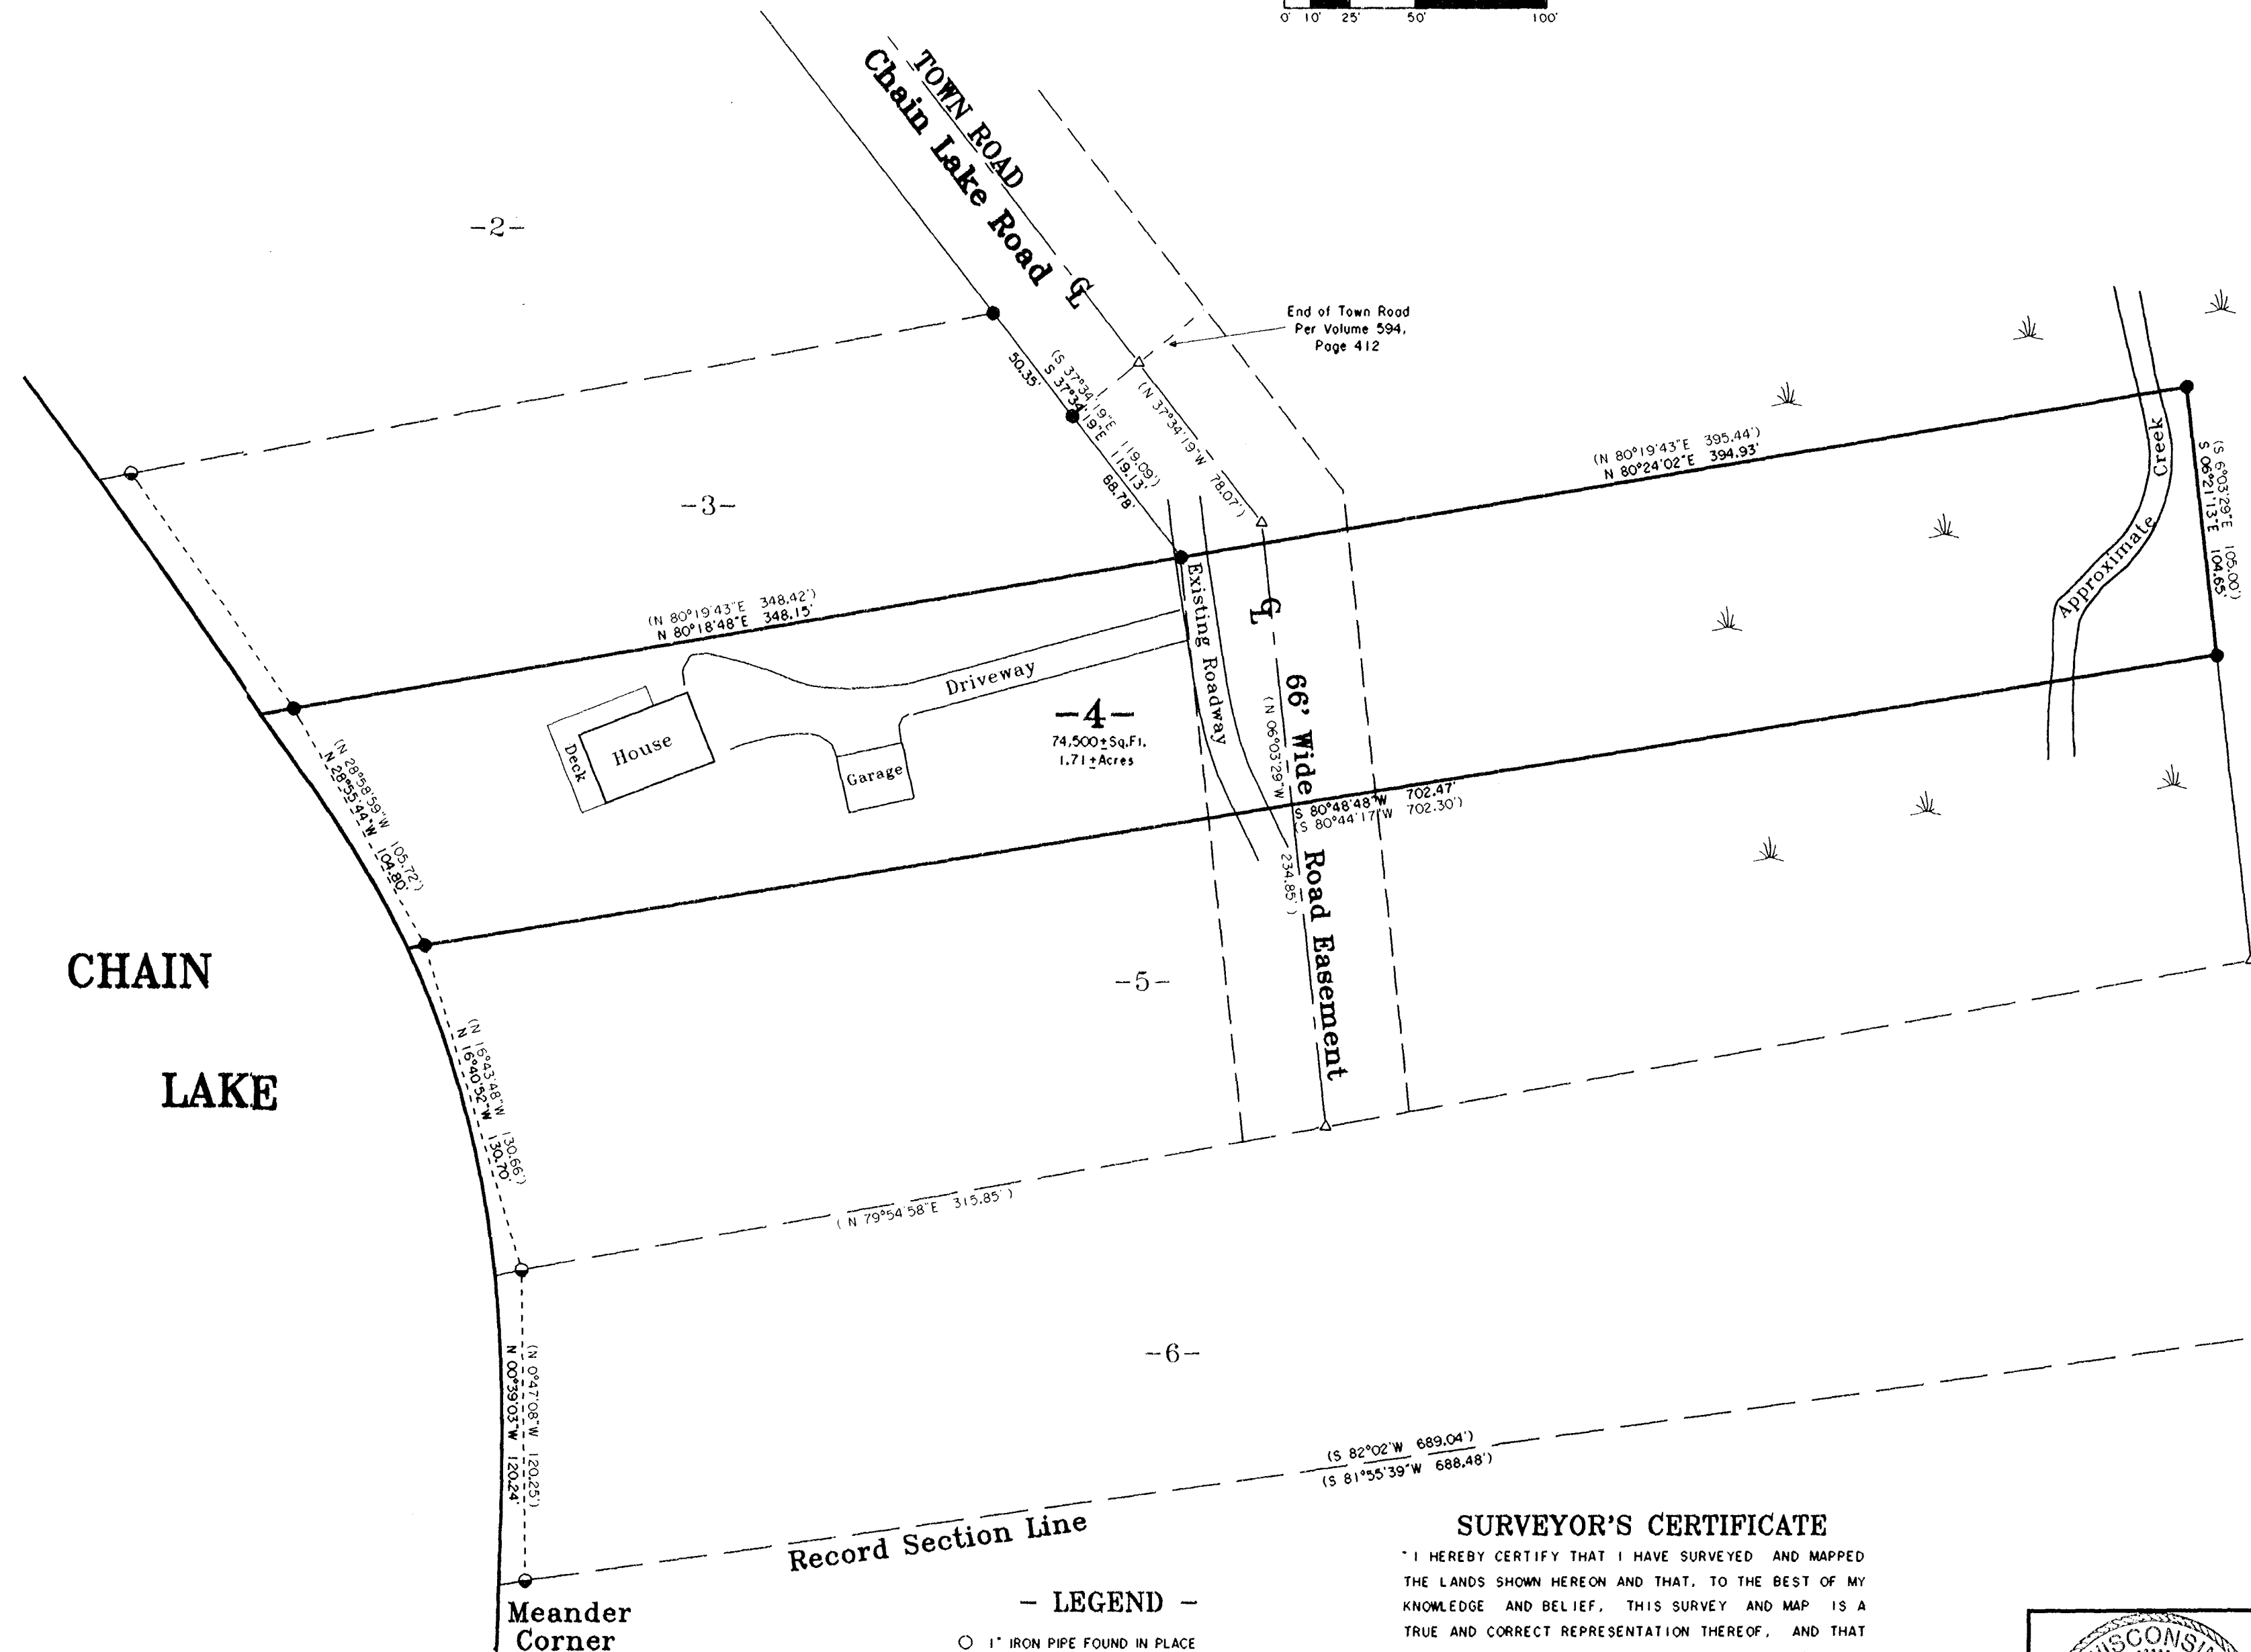 0' 10' 25' 50' 100'
TOWN ROAD
Chain Lake Road
℄
-2-
End of Town Road
Per Volume 594,
Page 412
50.35'
(S 37°34'19"E 119.09')
S 37°34'19"E 119.13'
68.78'
(N 37°34'19"W 78.07')
(N 80°19'43"E 395.44')
N 80°24'02"E 394.93'
Creek
Approximate
(S 6°03'29"E 105.00')
S 06°21'13"E 104.65'
-3-
(N 80°19'43"E 348.42')
N 80°18'48"E 348.15'
Existing Roadway
℄
66' Wide Road Easement
(N 06°03'29"W 234.85')
Driveway
House
Deck
Garage
-4-
74,500±Sq.Ft.
1.71±Acres
(N 28°58'59"W 105.72')
N 28°55'44"W 104.80'
S 80°48'48"W 702.47'
(S 80°44'17"W 702.30')
CHAIN
LAKE
-5-
(N 16°43'48"W 130.66')
N 16°40'52"W 130.70'
(N 79°54'58"E 315.85')
-6-
(N 0°47'08"W 120.25')
N 00°39'03"W 120.24'
(S 82°02'W 689.04')
(S 81°55'39"W 688.48')
Record Section Line
Meander
Corner
- LEGEND -
1" IRON PIPE FOUND IN PLACE
SURVEYOR'S CERTIFICATE
"I HEREBY CERTIFY THAT I HAVE SURVEYED AND MAPPED
THE LANDS SHOWN HEREON AND THAT, TO THE BEST OF MY
KNOWLEDGE AND BELIEF, THIS SURVEY AND MAP IS A
TRUE AND CORRECT REPRESENTATION THEREOF, AND THAT
WISCONSIN